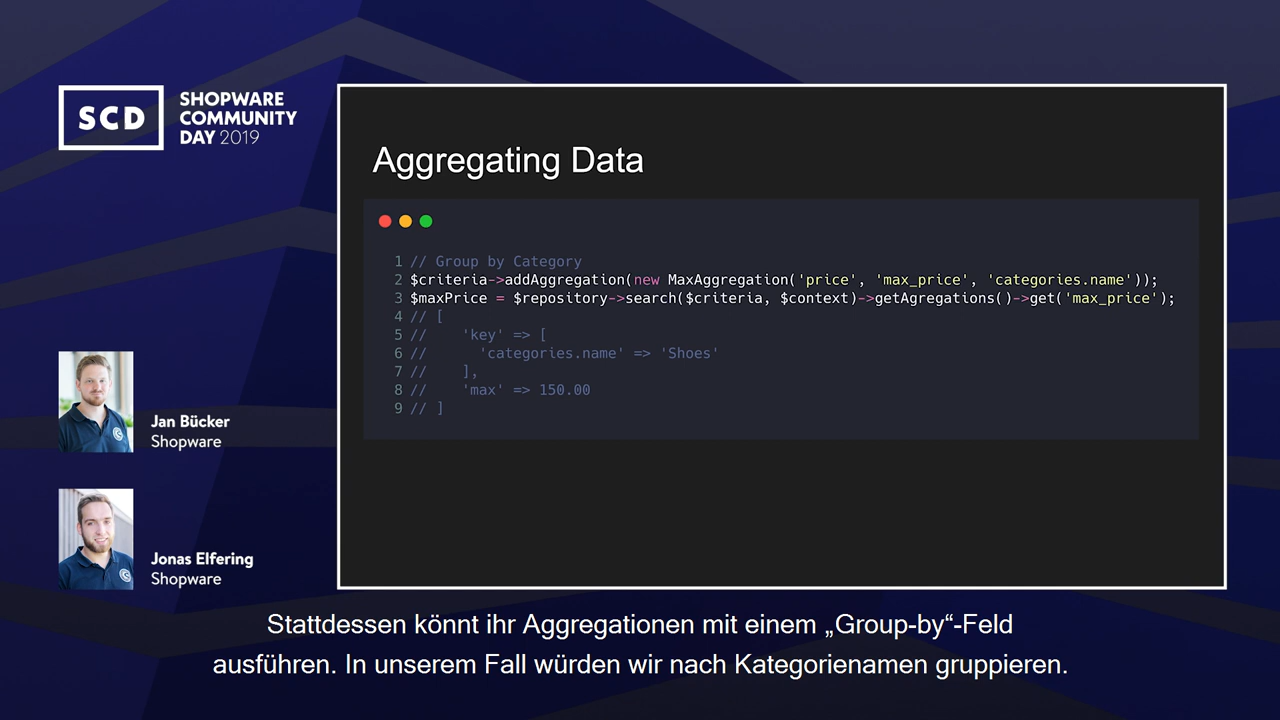 SCD
SHOPWARE
COMMUNITY
DAY 2019
Aggregating Data
1 // Group by Category
2 $criteria->addAggregation(new MaxAggregation('price', 'max_price', 'categories.name'));
3 $maxPrice = $repository->search($criteria, $context)->getAgregations()->get('max_price');
4 // [
5 //    'key' => [
6 //      'categories.name' => 'Shoes'
7 //    ],
8 //    'max' => 150.00
9 // ]
Jan Bücker
Shopware
Jonas Elfering
Shopware
Stattdessen könnt ihr Aggregationen mit einem „Group-by“-Feld
ausführen. In unserem Fall würden wir nach Kategorienamen gruppieren.